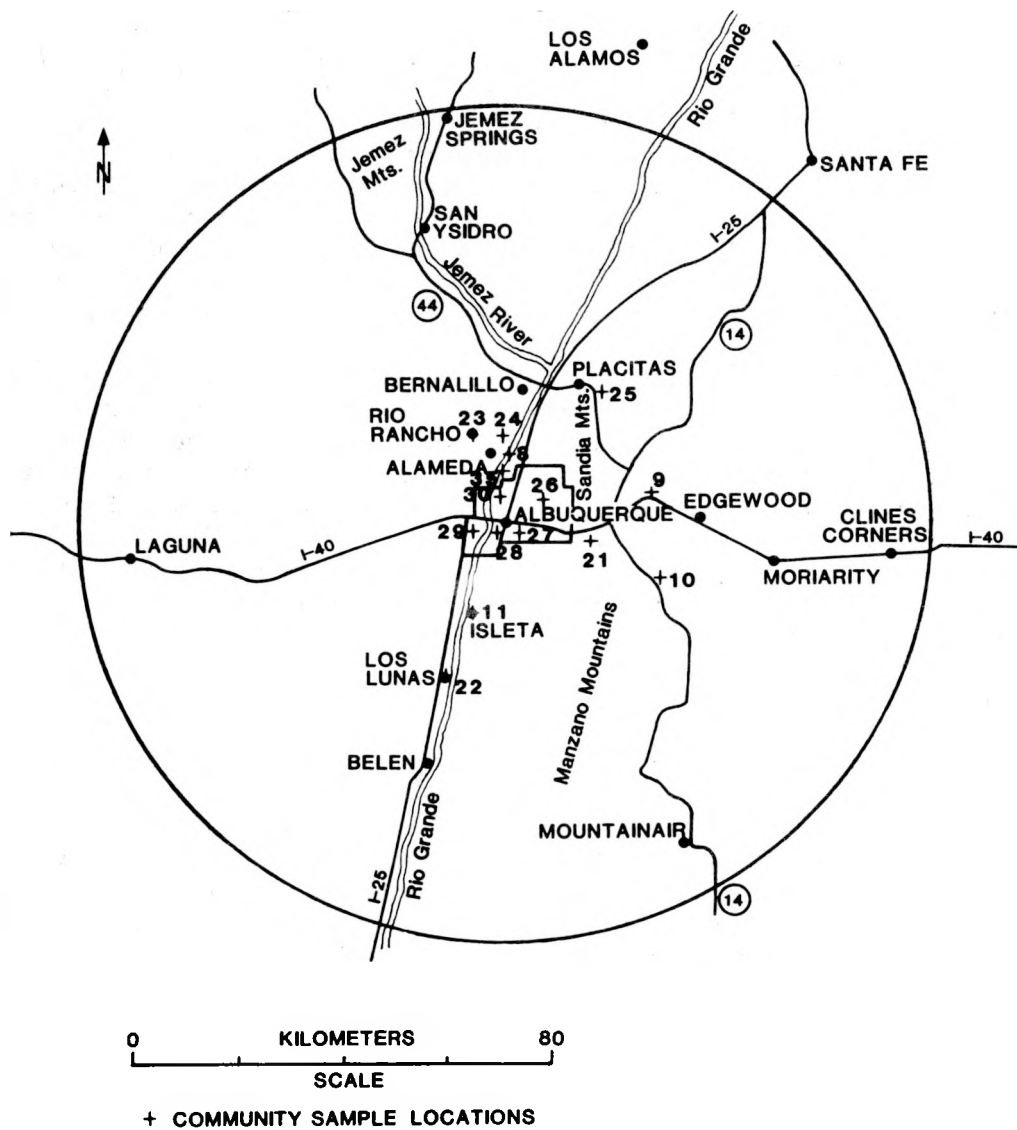 LOS
ALAMOS
Rio Grande
N
JEMEZ
SPRINGS
Jemez
Mts.
SANTA FE
SAN
YSIDRO
I-25
Jemez River
44
14
PLACITAS
BERNALILLO
25
RIO
RANCHO
23
24
Sandia Mts.
8
ALAMEDA
35
30
26
9
EDGEWOOD
ALBUQUERQUE
CLINES
CORNERS
29
28
27
21
LAGUNA
I-40
I-40
MORIARITY
10
11
ISLETA
LOS
LUNAS
22
Manzano Mountains
BELEN
Rio Grande
MOUNTAINAIR
I-25
14
0 KILOMETERS 80
SCALE
+ COMMUNITY SAMPLE LOCATIONS